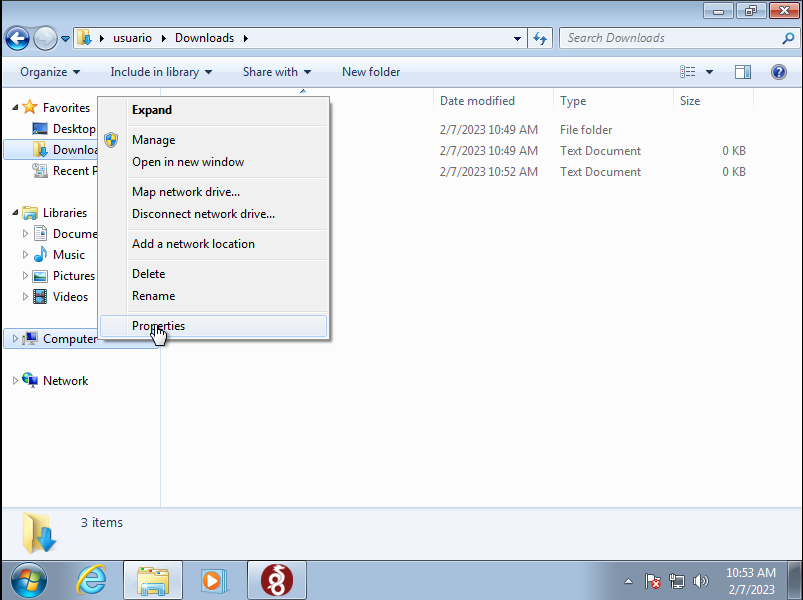 usuario Downloads Search Downloads
Organize Include in library Share with New folder
Favorites
Desktop
Recent
Libraries
Music
Pictures
Videos
Computer
Network
Expand
Manage
Open in new window
Map network drive...
Disconnect network drive...
Add a network location
Delete
Rename
Properties
Date modified Type Size
2/7/2023 10:49 AM File folder
2/7/2023 10:49 AM Text Document 0 KB
2/7/2023 10:52 AM Text Document 0 KB
3 items
10:53 AM
2/7/2023